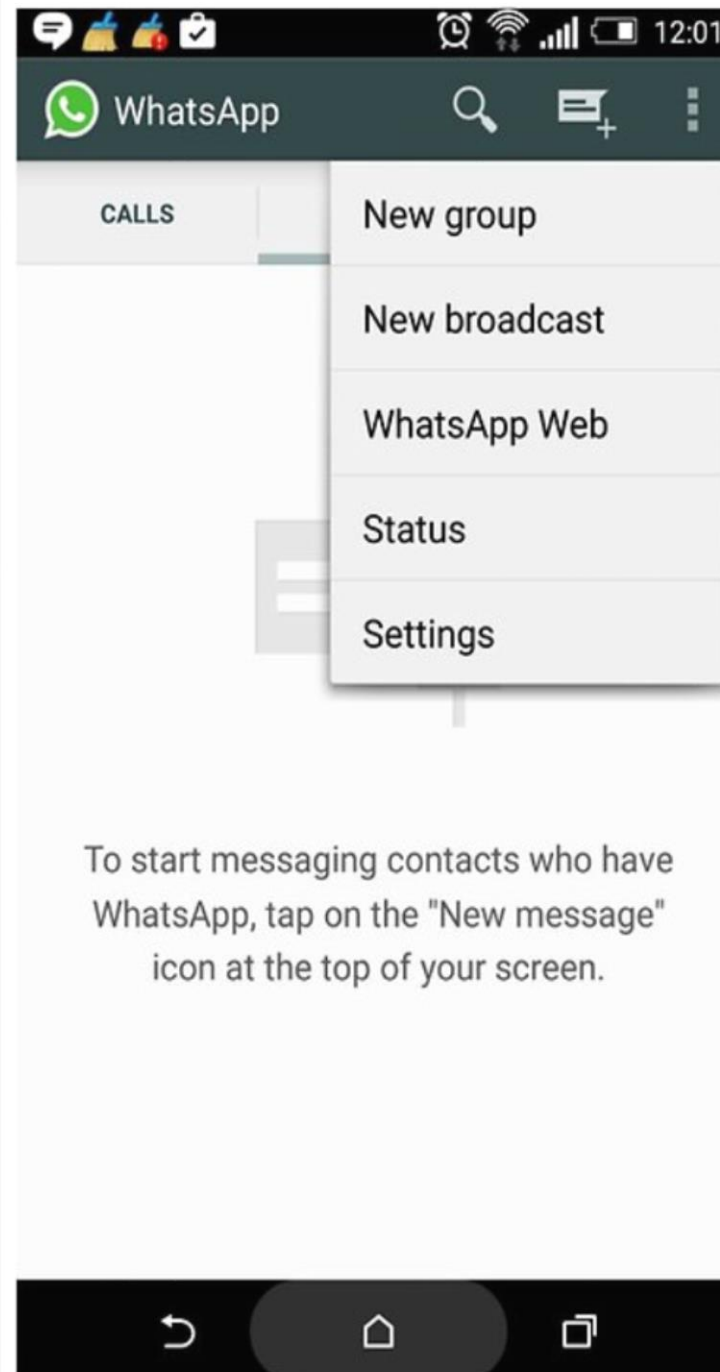 12:01
WhatsApp
CALLS
New group
New broadcast
WhatsApp Web
Status
Settings
To start messaging contacts who have
WhatsApp, tap on the "New message"
icon at the top of your screen.